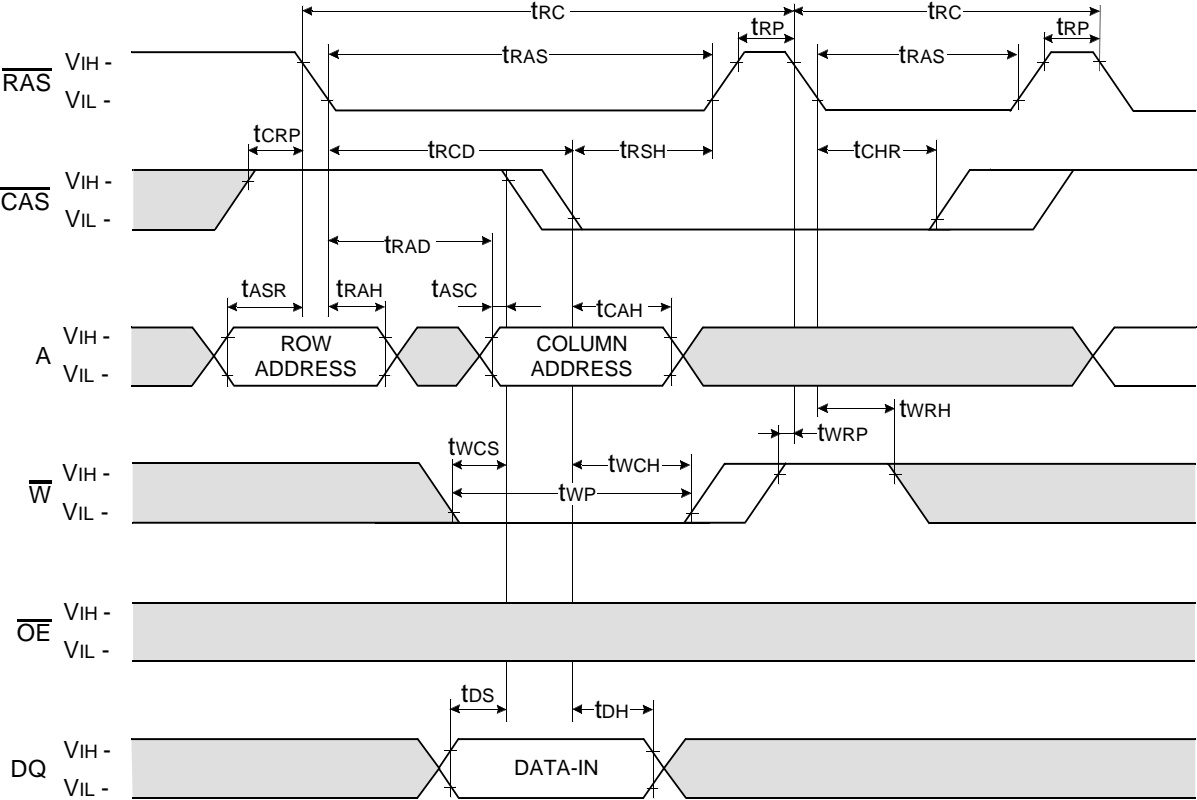 tRC tRC
tRP tRP
tRAS tRAS
RAS VIH -
VIL -
tCRP tRCD tRSH tCHR
CAS VIH -
VIL -
tRAD
tASR tRAH tASC tCAH
A VIH -
VIL -
ROW
ADDRESS
COLUMN
ADDRESS
tWRH
tWRP
tWCS tWCH
tWP
W VIH -
VIL -
OE VIH -
VIL -
tDS tDH
DQ VIH -
VIL -
DATA-IN